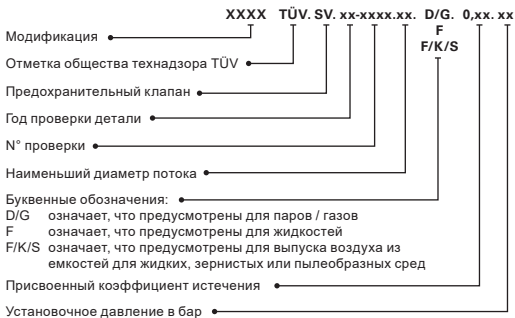 XXXX TÜV. SV. xx-xxxx.xx. D/G. 0,xx. xx
F
F/K/S
Модификация
Отметка общества технадзора TÜV
Предохранительный клапан
Год проверки детали
N° проверки
Наименьший диаметр потока
Буквенные обозначения:
D/G означает, что предусмотрены для паров / газов
F означает, что предусмотрены для жидкостей
F/K/S означает, что предусмотрены для выпуска воздуха из
емкостей для жидких, зернистых или пылеобразных сред
Присвоенный коэффициент истечения
Установочное давление в бар